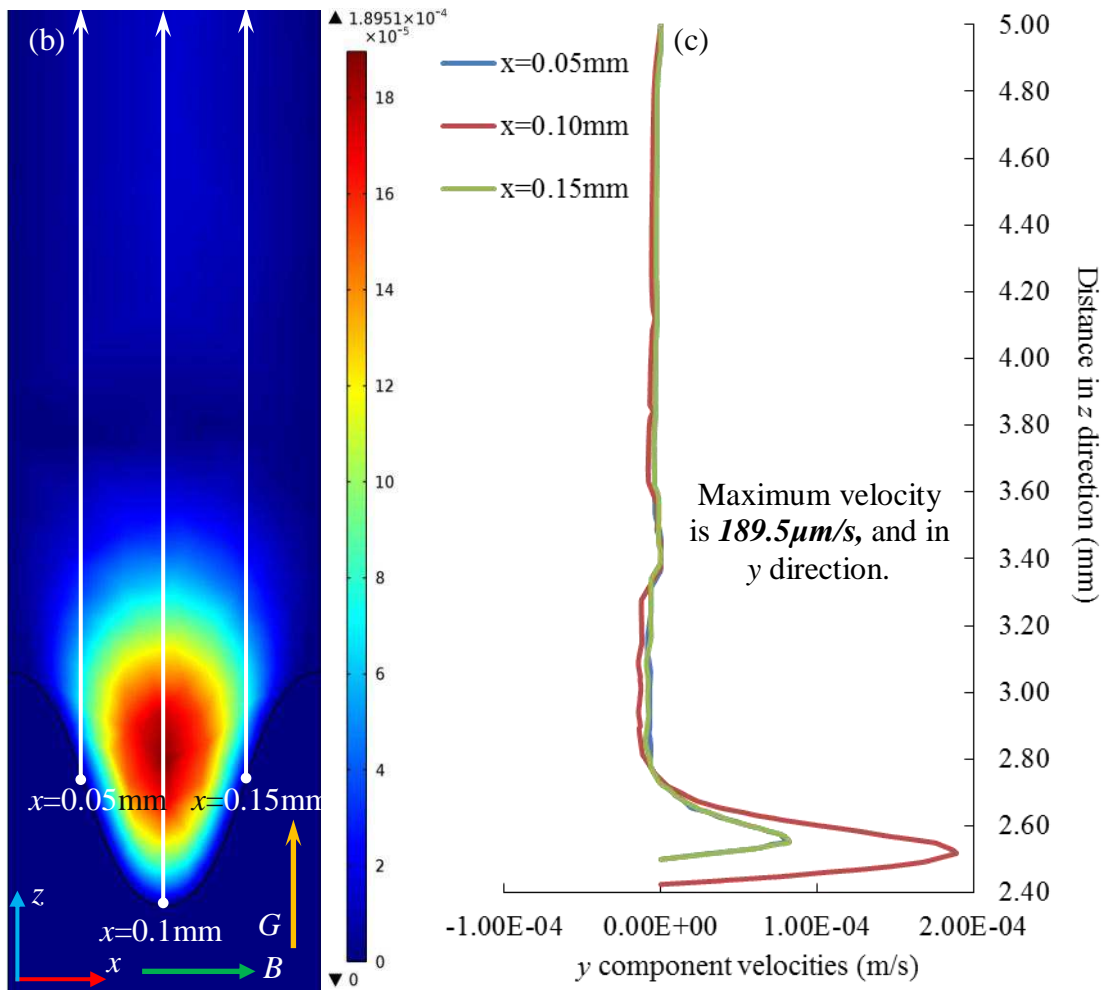 (b)
▲ 1.8951×10⁻⁴
×10⁻⁵
18
16
14
12
10
8
6
4
2
0
▼ 0
x=0.05mm
x=0.15mm
x=0.1mm
z
x
G
B
(c)
x=0.05mm
x=0.10mm
x=0.15mm
Maximum velocity
is 189.5μm/s, and in
y direction.
5.00
4.80
4.60
4.40
4.20
4.00
3.80
3.60
3.40
3.20
3.00
2.80
2.60
2.40
Distance in z direction (mm)
-1.00E-04
0.00E+00
1.00E-04
2.00E-04
y component velocities (m/s)